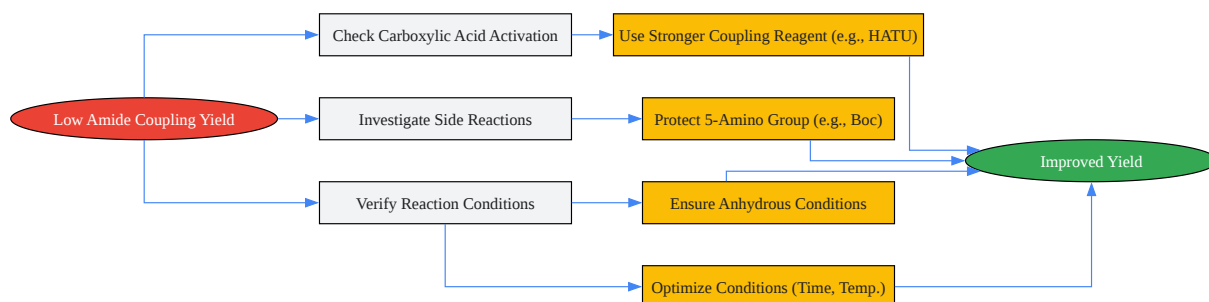 Check Carboxylic Acid Activation
Use Stronger Coupling Reagent (e.g., HATU)
Low Amide Coupling Yield
Investigate Side Reactions
Protect 5-Amino Group (e.g., Boc)
Improved Yield
Verify Reaction Conditions
Ensure Anhydrous Conditions
Optimize Conditions (Time, Temp.)